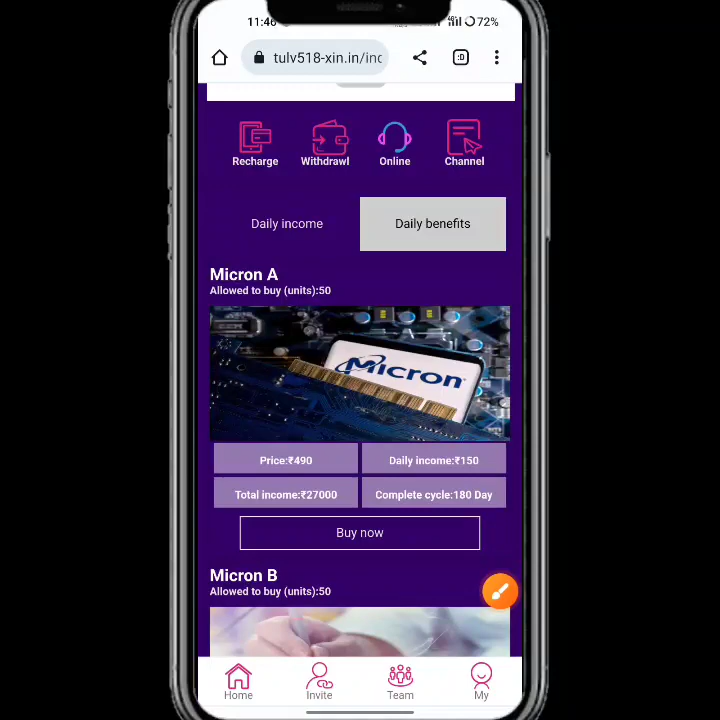 11:46
72%
tulv518-xin.in/inc
:D
Recharge Withdrawl Online Channel
Daily income Daily benefits
Micron A
Allowed to buy (units):50
Micron
Price:₹490 Daily income:₹150
Total income:₹27000 Complete cycle:180 Day
Buy now
Micron B
Allowed to buy (units):50
Home Invite Team My